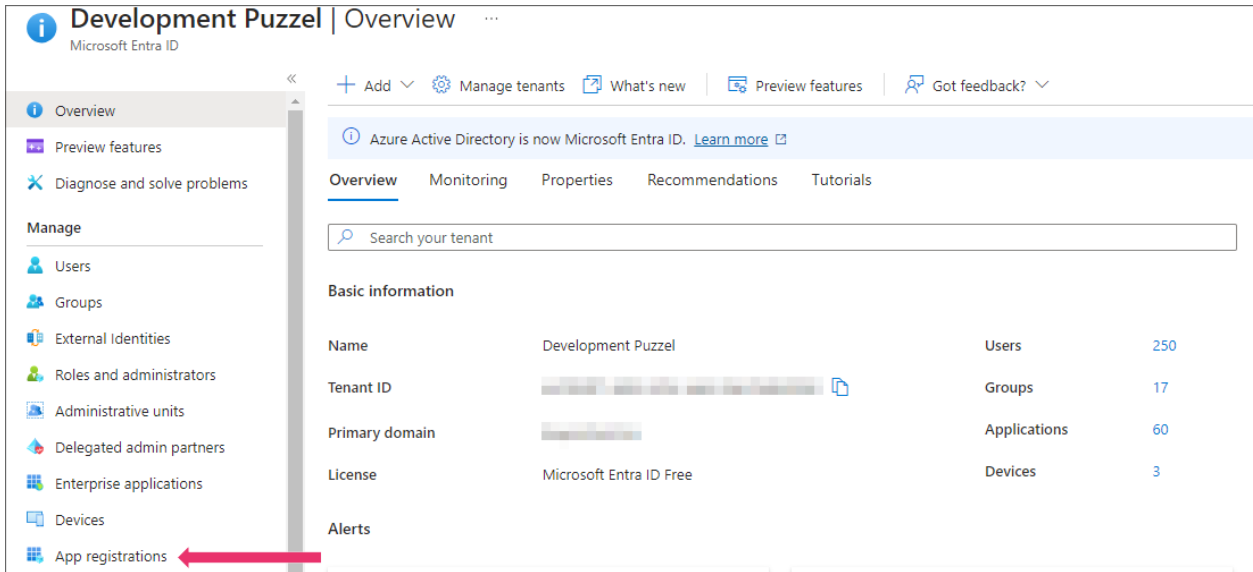 Development Puzzel | Overview ...
Microsoft Entra ID
«
Overview
Preview features
Diagnose and solve problems
Manage
Users
Groups
External Identities
Roles and administrators
Administrative units
Delegated admin partners
Enterprise applications
Devices
App registrations
Add Manage tenants What's new Preview features Got feedback?
Azure Active Directory is now Microsoft Entra ID. Learn more
Overview Monitoring Properties Recommendations Tutorials
Search your tenant
Basic information
Name Development Puzzel Users 250
Tenant ID Groups 17
Primary domain Applications 60
License Microsoft Entra ID Free Devices 3
Alerts